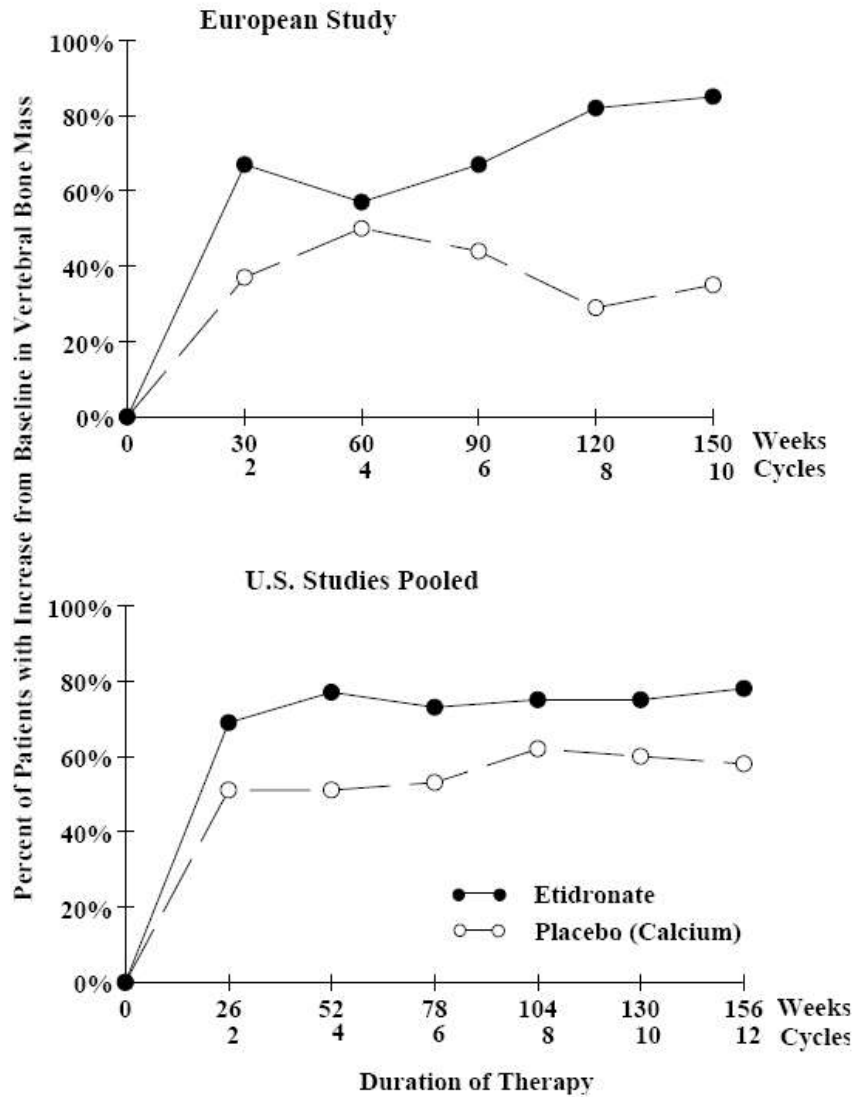 European Study
Percent of Patients with Increase from Baseline in Vertebral Bone Mass
100%
80%
60%
40%
20%
0%
0 30 60 90 120 150 Weeks
2 4 6 8 10 Cycles
U.S. Studies Pooled
100%
80%
60%
40%
20%
0%
Etidronate
Placebo (Calcium)
0 26 52 78 104 130 156 Weeks
2 4 6 8 10 12 Cycles
Duration of Therapy